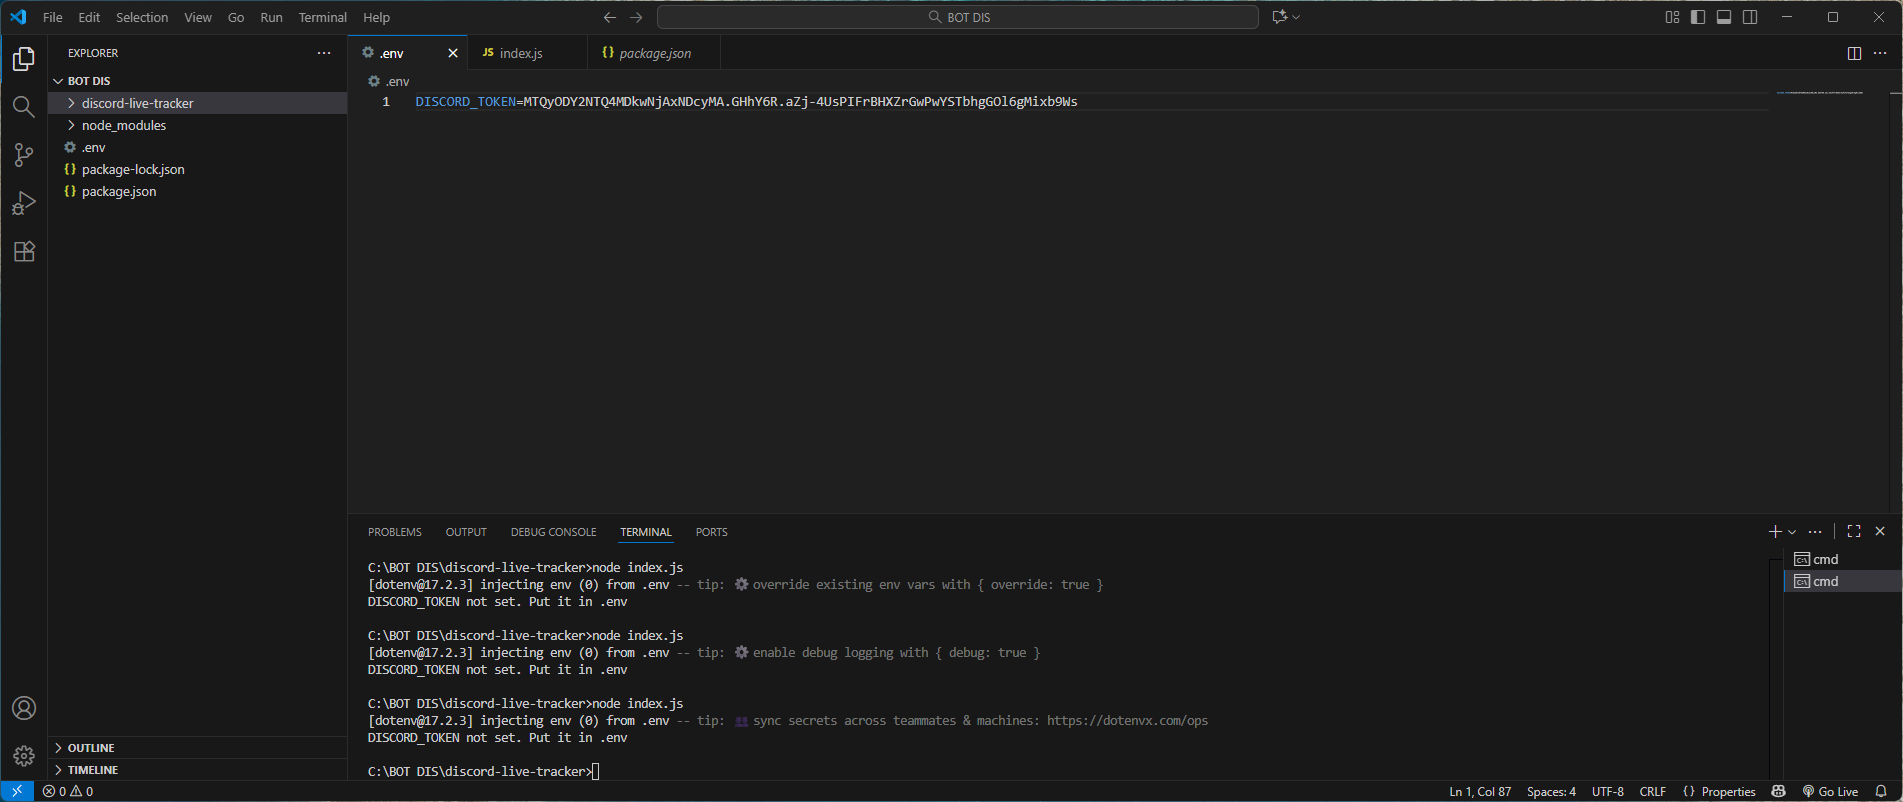 File Edit Selection View Go Run Terminal Help
BOT DIS
EXPLORER
BOT DIS
discord-live-tracker
node_modules
.env
package-lock.json
package.json
OUTLINE
TIMELINE
.env
JS index.js
{} package.json
.env
1 DISCORD_TOKEN=MTQyODY2NTQ4MDkwNjAxNDcyMA.GHhY6R.aZj-4UsPIFrBHXZrGwPwYSTbhgGOl6gMixb9Ws
PROBLEMS OUTPUT DEBUG CONSOLE TERMINAL PORTS
C:\BOT DIS\discord-live-tracker>node index.js
[dotenv@17.2.3] injecting env (0) from .env -- tip: ⚙️ override existing env vars with { override: true }
DISCORD_TOKEN not set. Put it in .env
C:\BOT DIS\discord-live-tracker>node index.js
[dotenv@17.2.3] injecting env (0) from .env -- tip: ⚙️ enable debug logging with { debug: true }
DISCORD_TOKEN not set. Put it in .env
C:\BOT DIS\discord-live-tracker>node index.js
[dotenv@17.2.3] injecting env (0) from .env -- tip: 👥 sync secrets across teammates & machines: https://dotenvx.com/ops
DISCORD_TOKEN not set. Put it in .env
C:\BOT DIS\discord-live-tracker>
cmd
cmd
0 0
Ln 1, Col 87 Spaces: 4 UTF-8 CRLF {} Properties Go Live